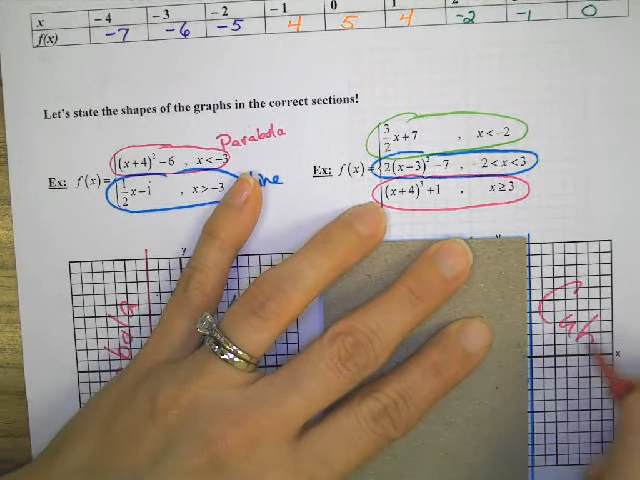 x -4 -3 -2 -1 0 1 2
f(x) -7 -6 -5 4 5 4 -2 -1 0
Let's state the shapes of the graphs in the correct sections!
Parabola
Ex: f(x)= (x+4)² -6 , x<-3
1/2 x-1 , x>-3 line
Ex: f(x)= 3/2 x+7 , x<-2
2(x-3)² -7 , -2<x<3
(x+4)³ +1 , x≥3
y
y
x
bola
Cub